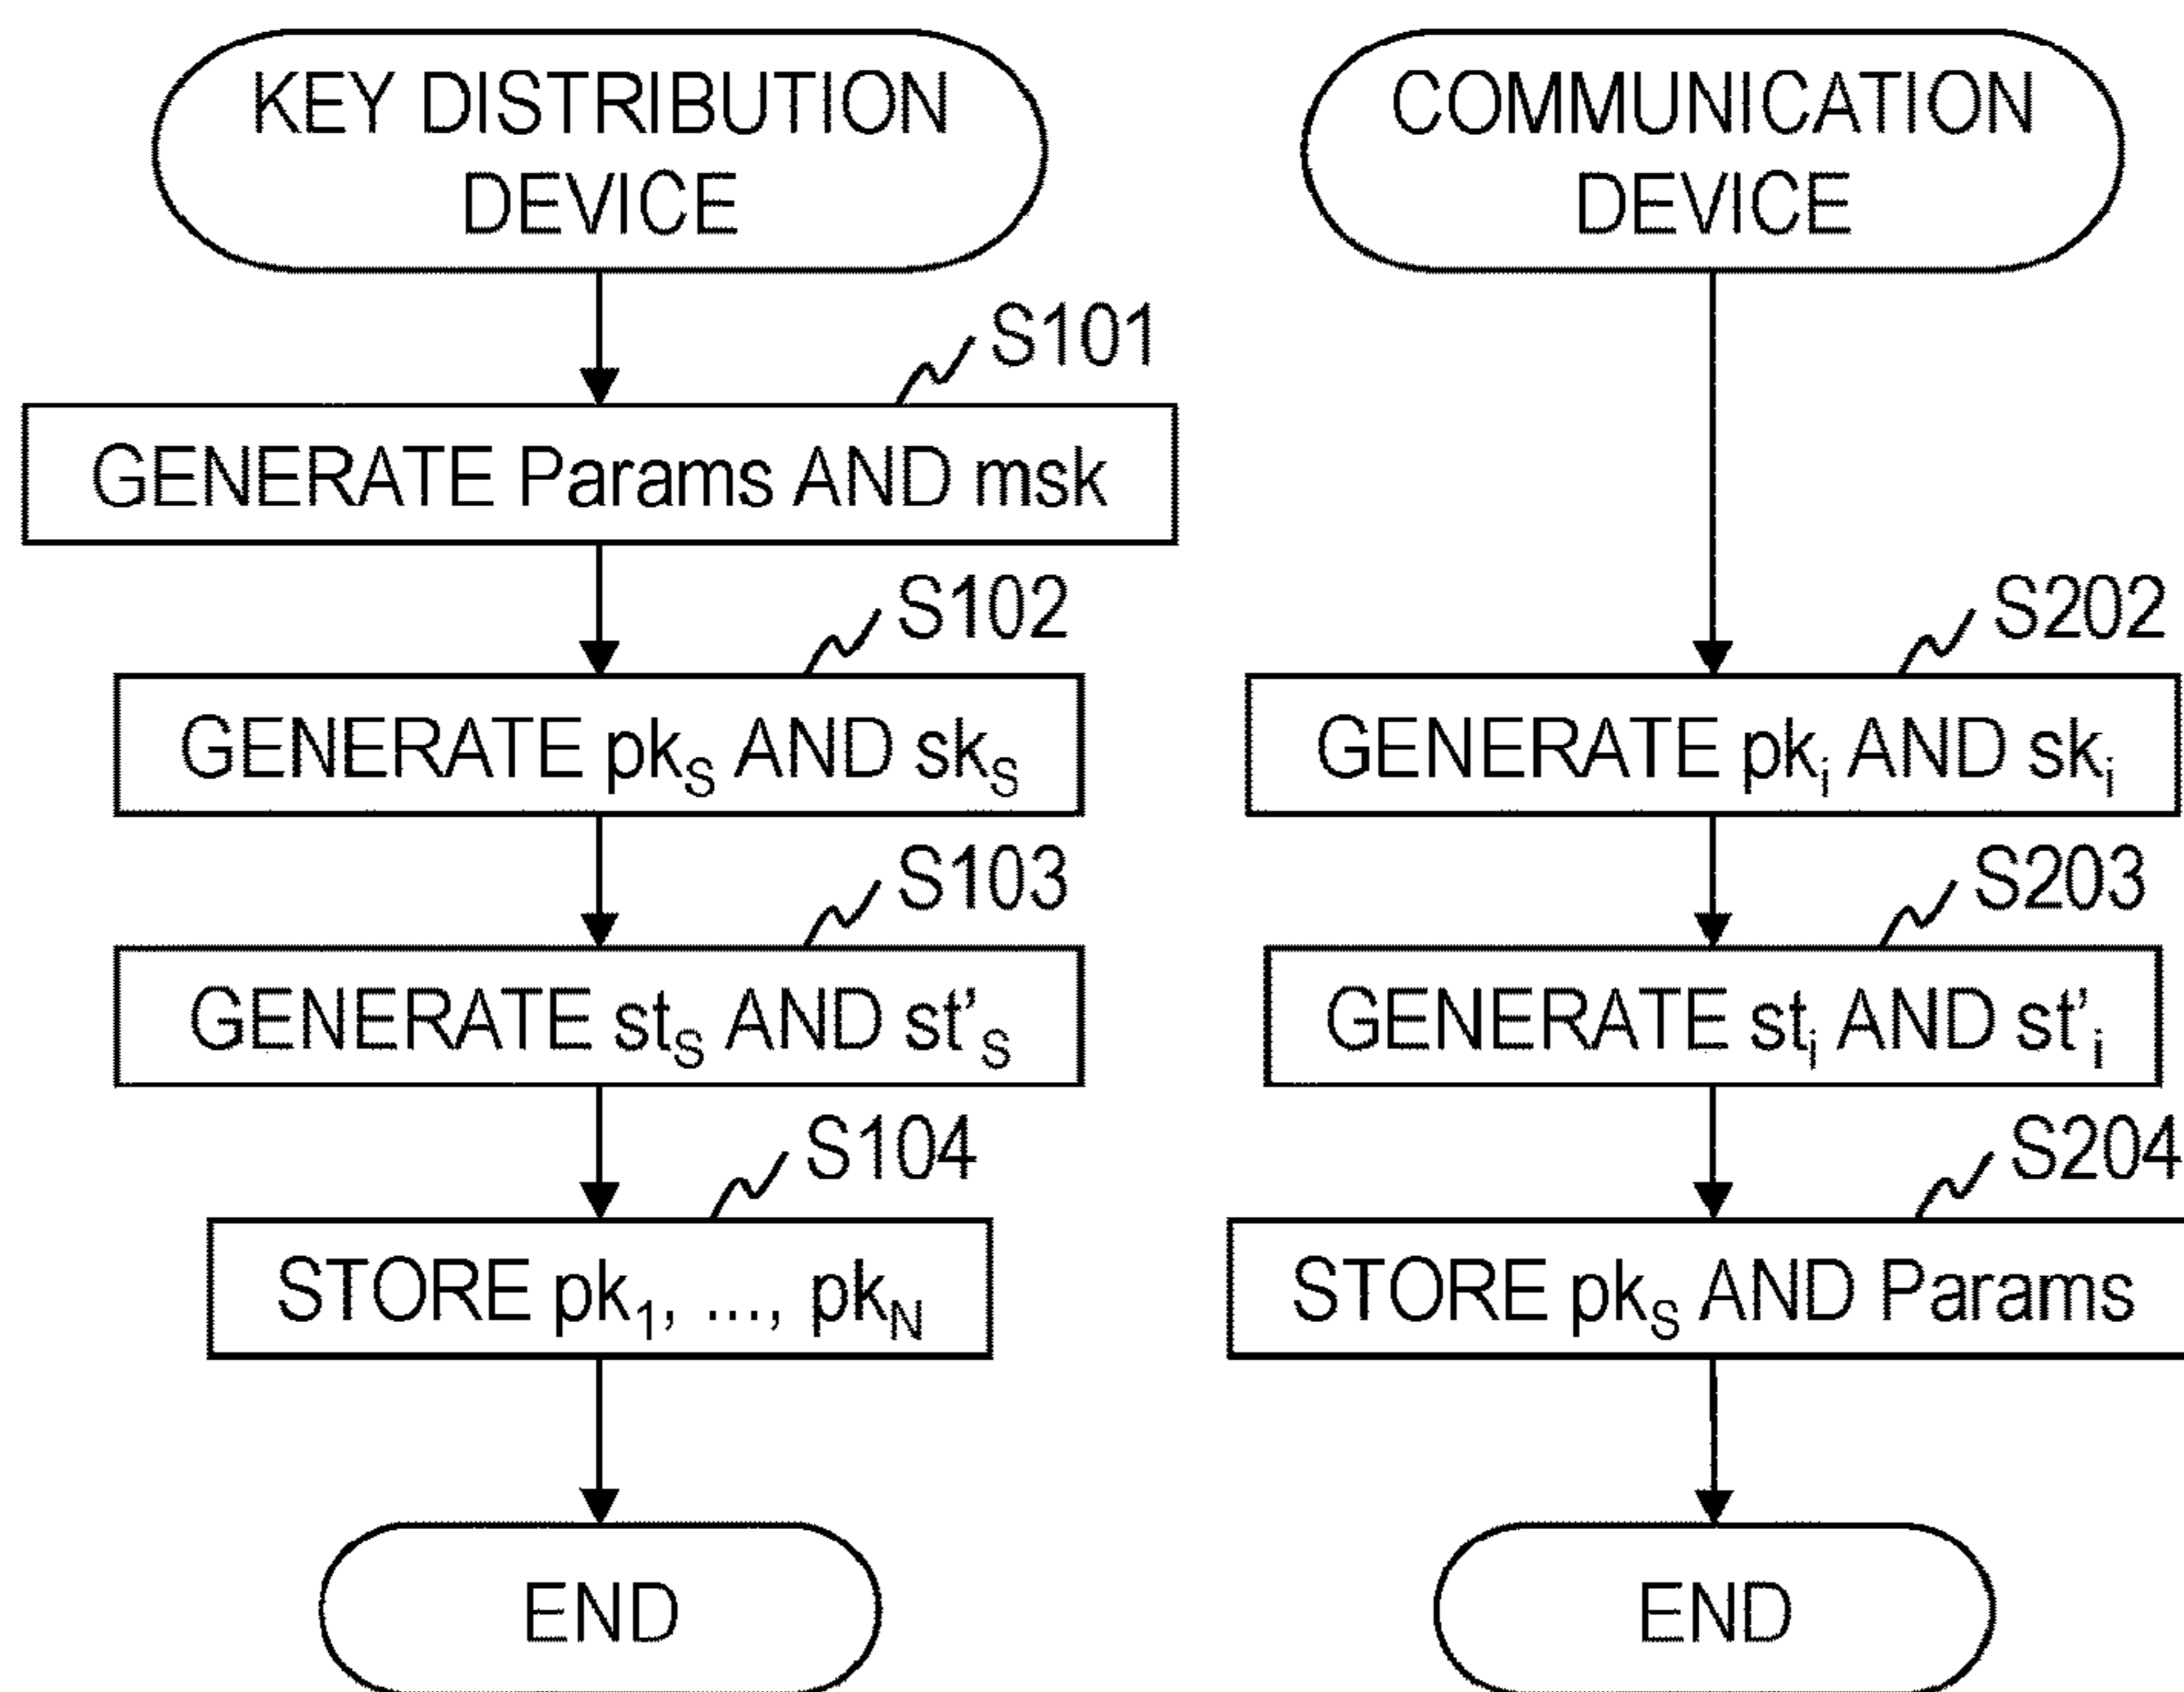 KEY DISTRIBUTION
DEVICE
S101
GENERATE Params AND msk
S102
GENERATE pkS AND skS
S103
GENERATE stS AND st'S
S104
STORE pk1, ..., pkN
END
COMMUNICATION
DEVICE
S202
GENERATE pki AND ski
S203
GENERATE sti AND st'i
S204
STORE pkS AND Params
END